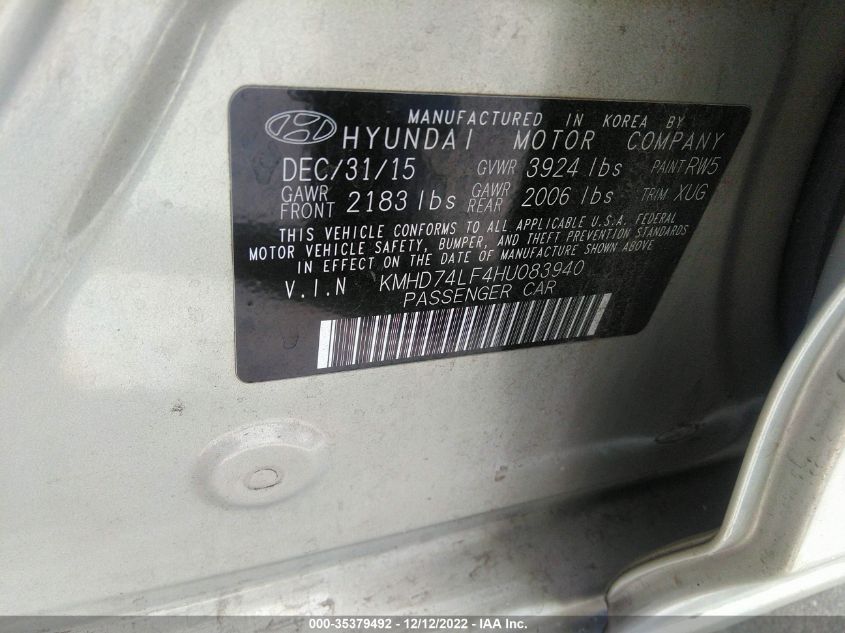 MANUFACTURED IN KOREA BY
HYUNDAI MOTOR COMPANY
DEC/31/15 GVWR 3924 lbs PAINT RW5
GAWR FRONT 2183 lbs GAWR REAR 2006 lbs TRIM XUG
THIS VEHICLE CONFORMS TO ALL APPLICABLE U.S.A. FEDERAL
MOTOR VEHICLE SAFETY, BUMPER, AND THEFT PREVENTION STANDARDS
IN EFFECT ON THE DATE OF MANUFACTURE SHOWN ABOVE.
V.I.N KMHD74LF4HU083940
PASSENGER CAR
000-35379492 - 12/12/2022 - IAA Inc.